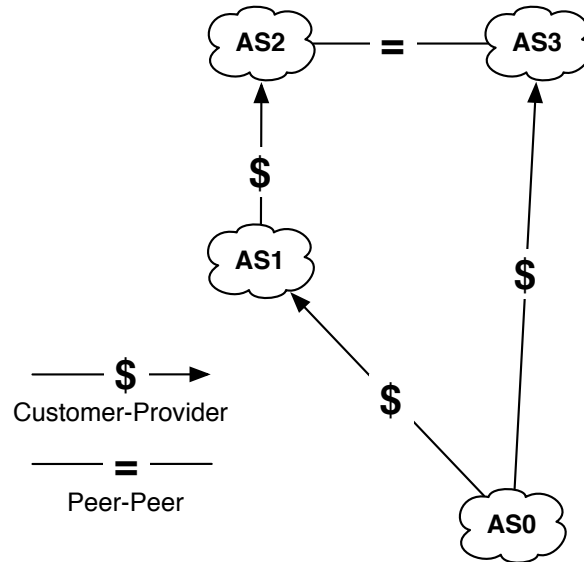 AS2 = AS3
$
AS1
$
$
$
Customer-Provider
=
Peer-Peer
AS0